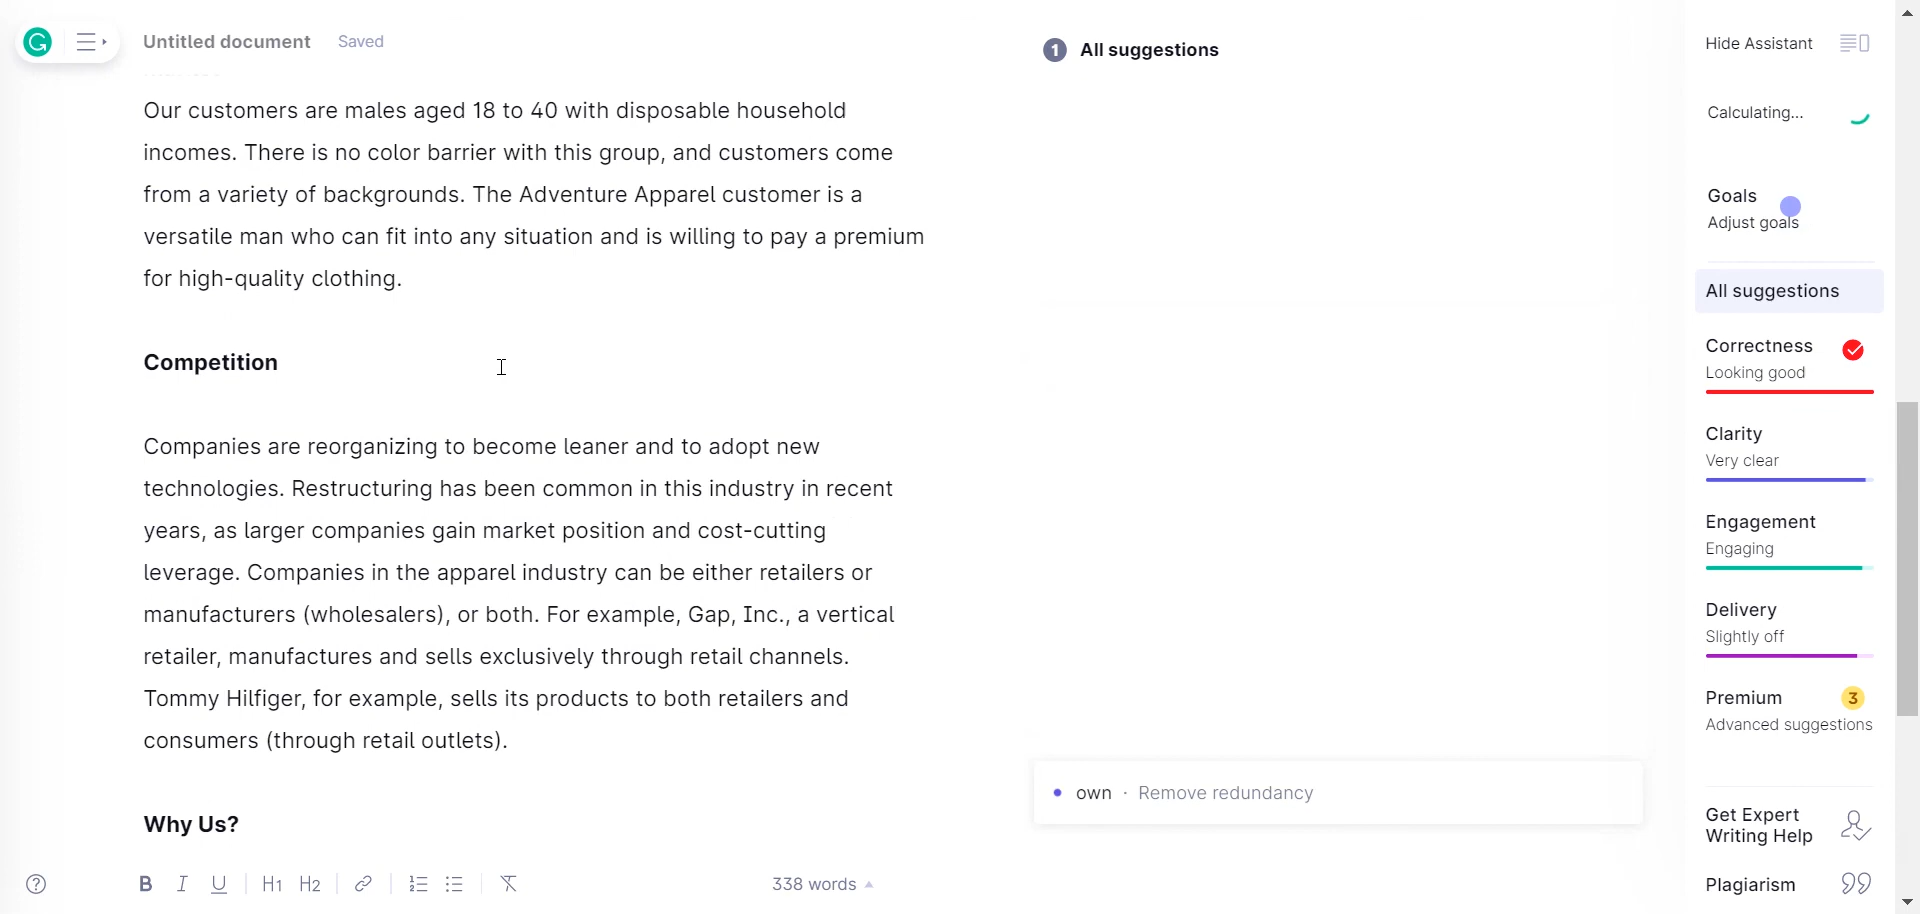 Untitled document
Saved
1 All suggestions
Hide Assistant
Calculating...
Goals
Adjust goals
All suggestions
Correctness
Looking good
Clarity
Very clear
Engagement
Engaging
Delivery
Slightly off
Premium 3
Advanced suggestions
Get Expert
Writing Help
Plagiarism
Our customers are males aged 18 to 40 with disposable household
incomes. There is no color barrier with this group, and customers come
from a variety of backgrounds. The Adventure Apparel customer is a
versatile man who can fit into any situation and is willing to pay a premium
for high-quality clothing.
Competition
Companies are reorganizing to become leaner and to adopt new
technologies. Restructuring has been common in this industry in recent
years, as larger companies gain market position and cost-cutting
leverage. Companies in the apparel industry can be either retailers or
manufacturers (wholesalers), or both. For example, Gap, Inc., a vertical
retailer, manufactures and sells exclusively through retail channels.
Tommy Hilfiger, for example, sells its products to both retailers and
consumers (through retail outlets).
Why Us?
own · Remove redundancy
B I U H1 H2
338 words